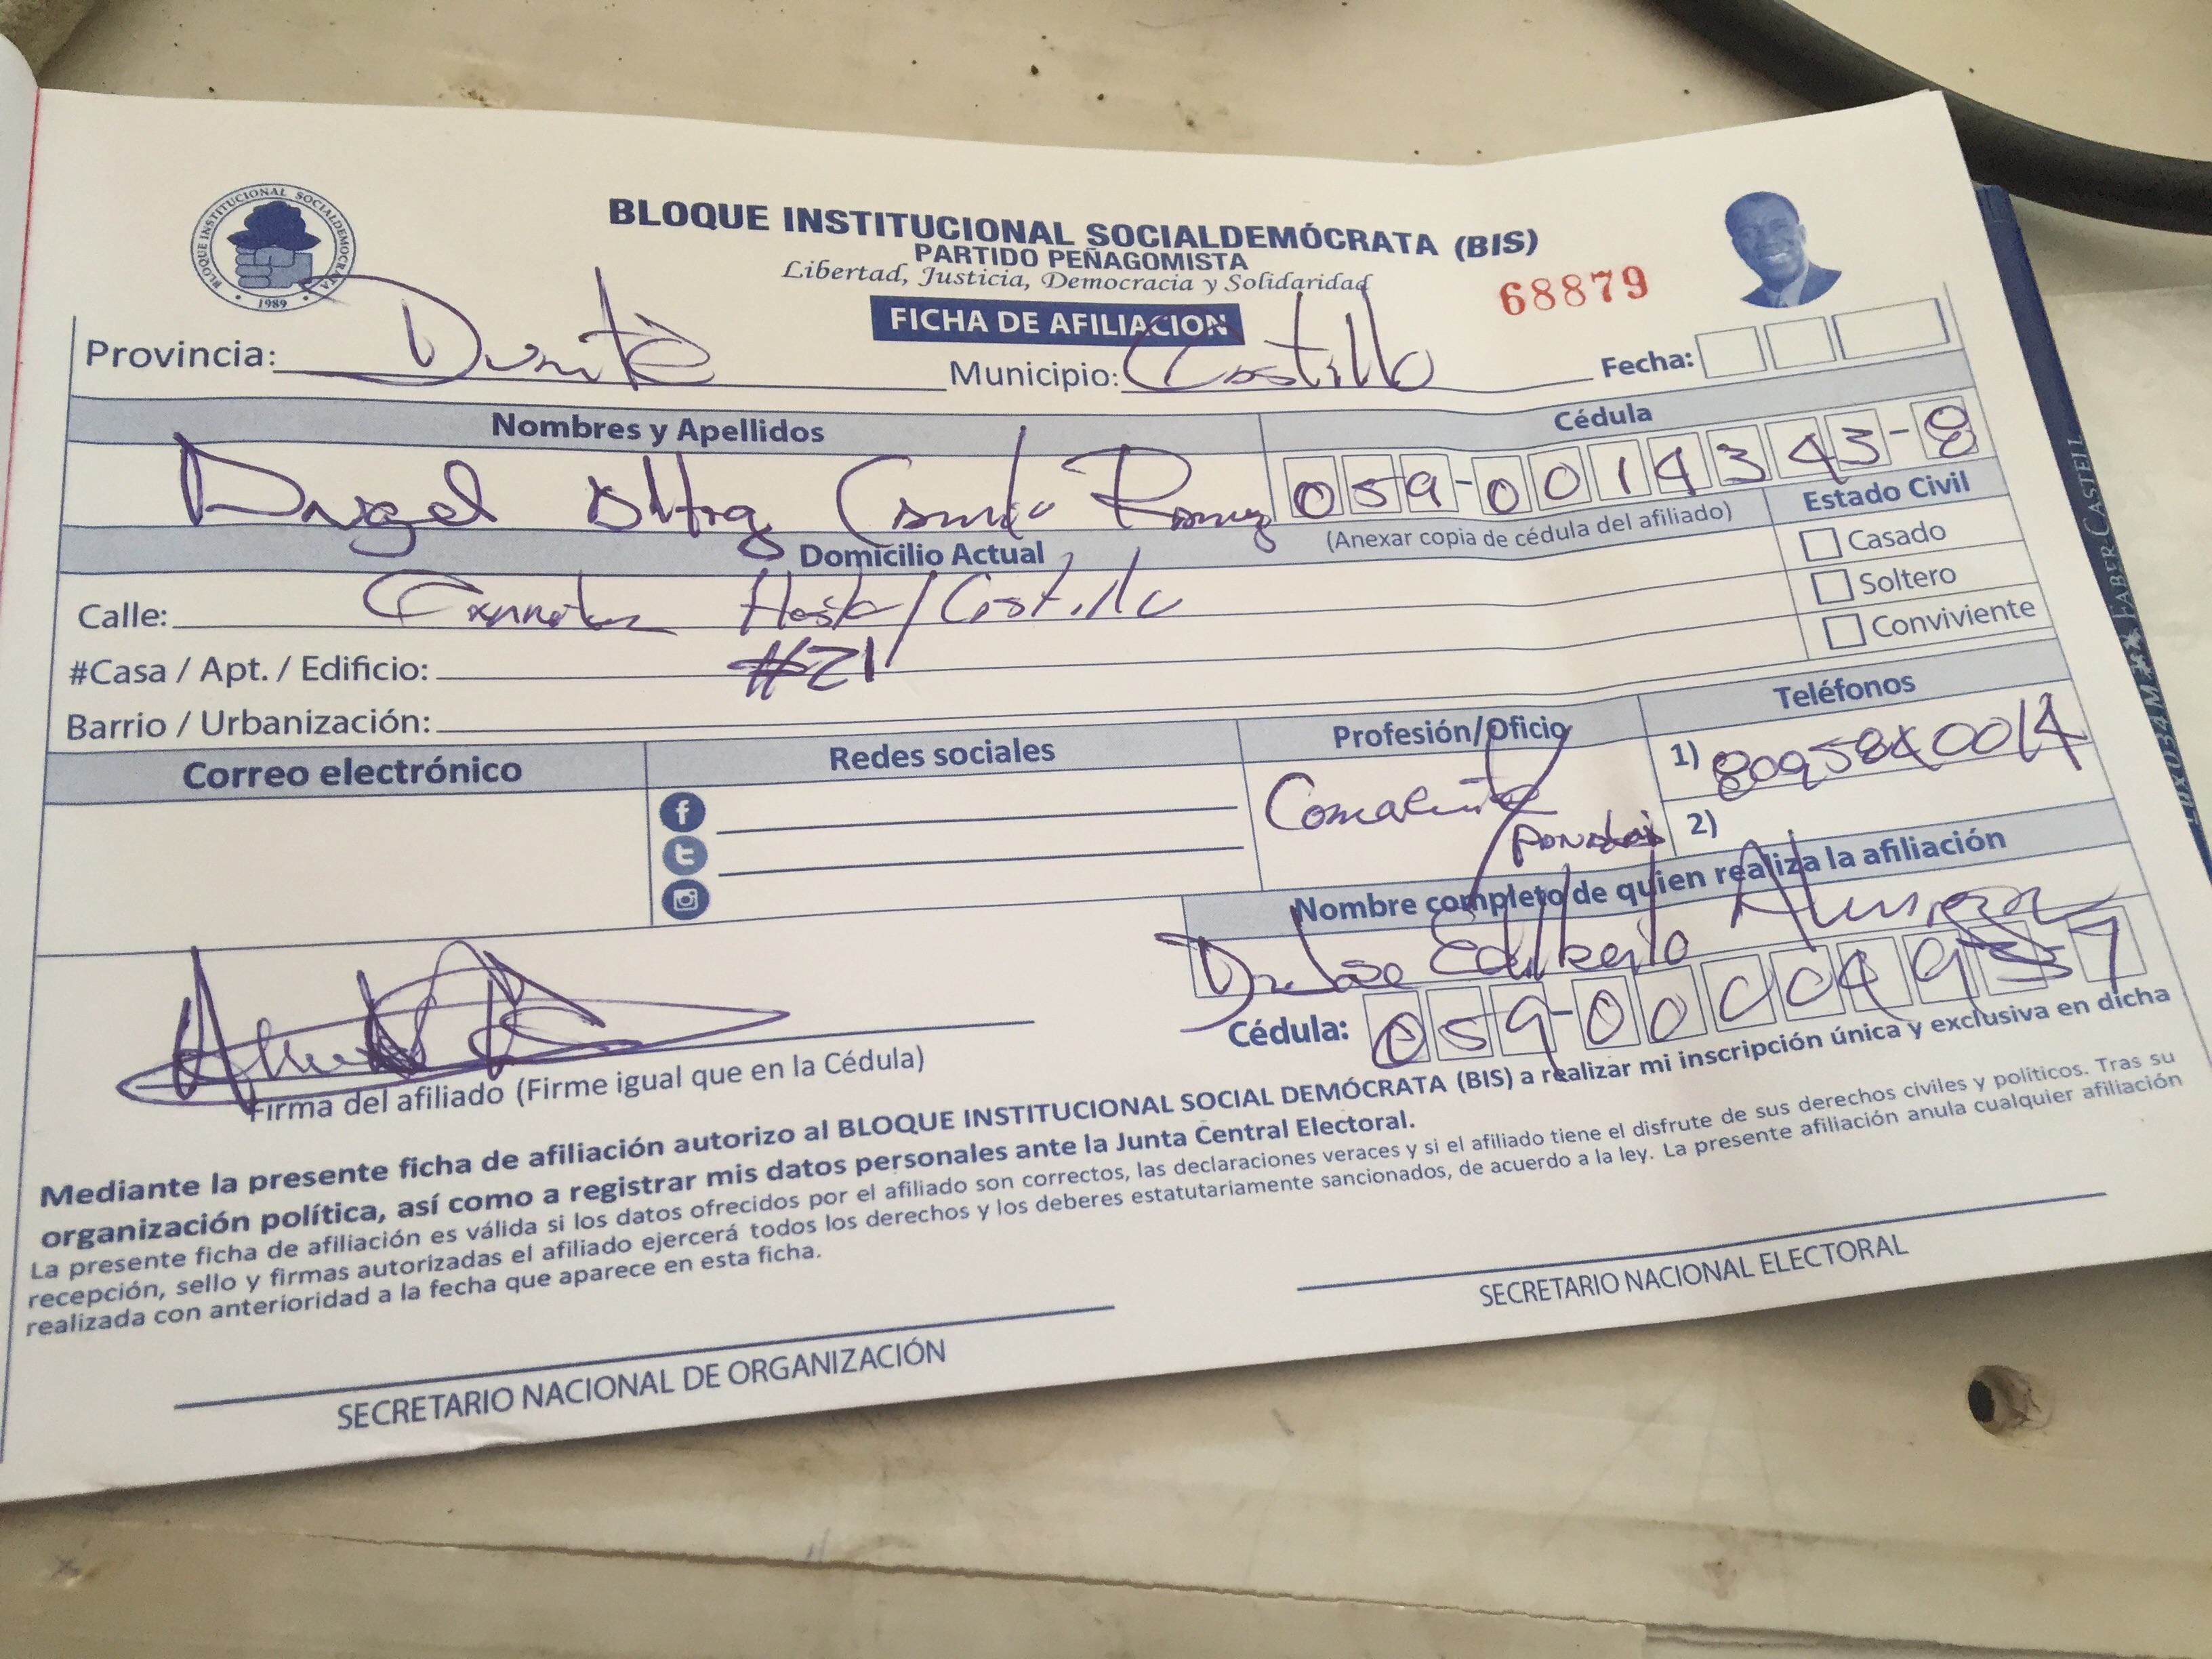 BLOQUE INSTITUCIONAL SOCIALDEMOCRATA
1989
BLOQUE INSTITUCIONAL SOCIALDEMÓCRATA (BIS)
PARTIDO PEÑAGOMISTA
Libertad, Justicia, Democracia y Solidaridad
68879
FICHA DE AFILIACION
Provincia: Municipio: Castillo Fecha:
Nombres y Apellidos Cédula
Angel 059-0014343-8
(Anexar copia de cédula del afiliado)
Domicilio Actual Estado Civil
Calle: Castillo
Casado
#Casa / Apt. / Edificio: #21
Soltero
Barrio / Urbanización:
Conviviente
Correo electrónico Redes sociales Profesión/Oficio Teléfonos
1)
2)
Nombre completo de quien realiza la afiliación
Jose Edilberto
Cédula:
Firma del afiliado (Firme igual que en la Cédula)
Mediante la presente ficha de afiliación autorizo al BLOQUE INSTITUCIONAL SOCIAL DEMÓCRATA (BIS) a realizar mi inscripción única y exclusiva en dicha
organización política, así como a registrar mis datos personales ante la Junta Central Electoral.
La presente ficha de afiliación es válida si los datos ofrecidos por el afiliado son correctos, las declaraciones veraces y si el afiliado tiene el disfrute de sus derechos civiles y políticos. Tras su
recepción, sello y firmas autorizadas el afiliado ejercerá todos los derechos y los deberes estatutariamente sancionados, de acuerdo a la ley. La presente afiliación anula cualquier afiliación
realizada con anterioridad a la fecha que aparece en esta ficha.
SECRETARIO NACIONAL DE ORGANIZACIÓN
SECRETARIO NACIONAL ELECTORAL
FABER CASTELL